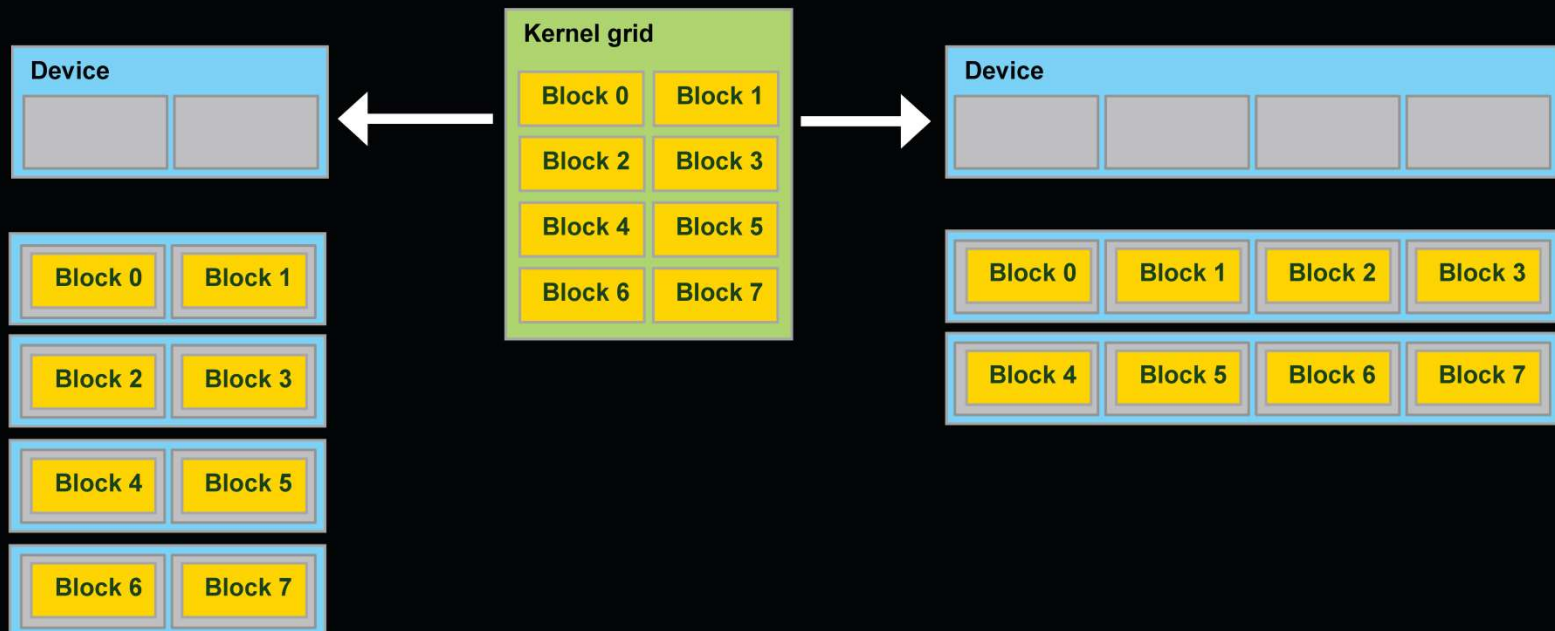 Kernel grid
Block 0 Block 1
Block 2 Block 3
Block 4 Block 5
Block 6 Block 7
Device
Block 0 Block 1
Block 2 Block 3
Block 4 Block 5
Block 6 Block 7
Device
Block 0 Block 1 Block 2 Block 3
Block 4 Block 5 Block 6 Block 7